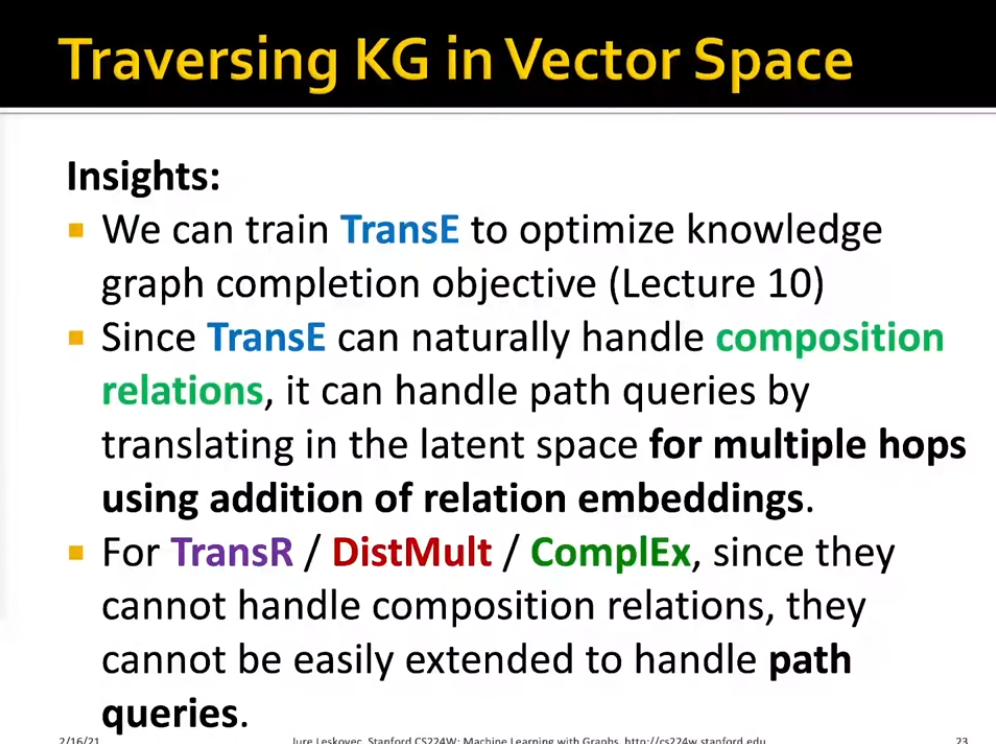 Traversing KG in Vector Space
Insights:
▪ We can train TransE to optimize knowledge
graph completion objective (Lecture 10)
▪ Since TransE can naturally handle composition
relations, it can handle path queries by
translating in the latent space for multiple hops
using addition of relation embeddings.
▪ For TransR / DistMult / ComplEx, since they
cannot handle composition relations, they
cannot be easily extended to handle path
queries.
2/16/21 Jure Leskovec, Stanford CS224W: Machine Learning with Graphs, http://cs224w.stanford.edu 23